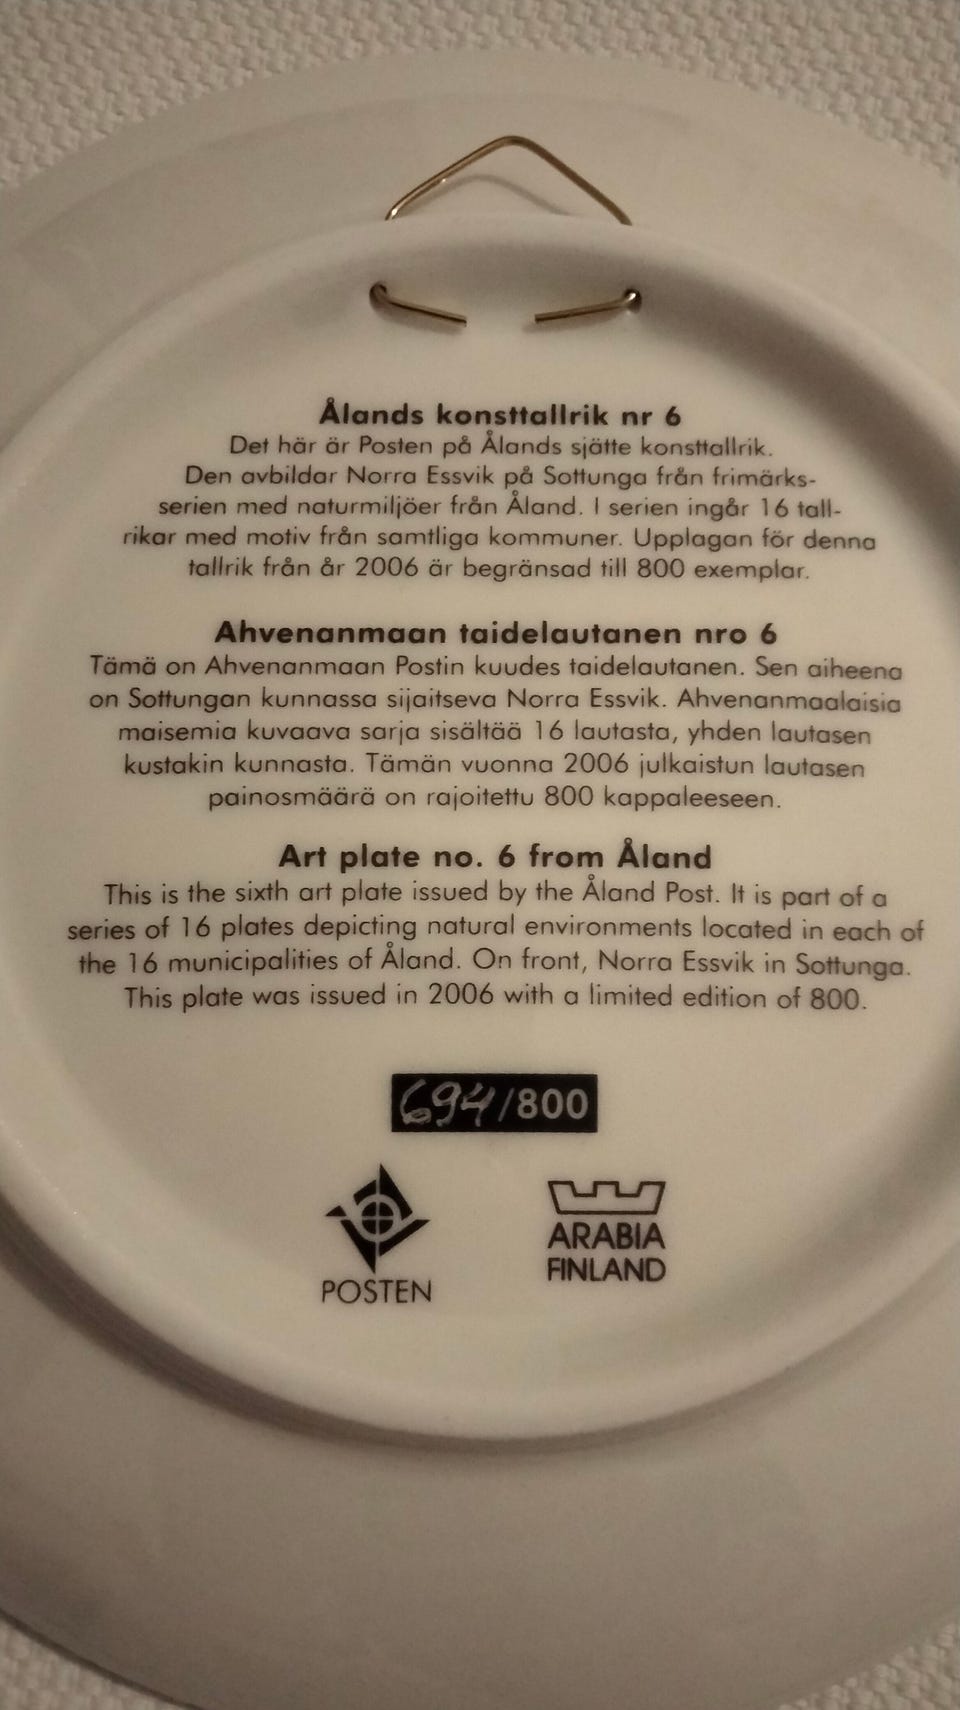 Ålands konsttallrik nr 6
Det här är Posten på Ålands sjätte konsttallrik.
Den avbildar Norra Essvik på Sottunga från frimärks-
serien med naturmiljöer från Åland. I serien ingår 16 tall-
rikar med motiv från samtliga kommuner. Upplagan för denna
tallrik från år 2006 är begränsad till 800 exemplar.
Ahvenanmaan taidelautanen nro 6
Tämä on Ahvenanmaan Postin kuudes taidelautanen. Sen aiheena
on Sottungan kunnassa sijaitseva Norra Essvik. Ahvenanmaalaisia
maisemia kuvaava sarja sisältää 16 lautasta, yhden lautasen
kustakin kunnasta. Tämän vuonna 2006 julkaistun lautasen
painosmäärä on rajoitettu 800 kappaleeseen.
Art plate no. 6 from Åland
This is the sixth art plate issued by the Åland Post. It is part of a
series of 16 plates depicting natural environments located in each of
the 16 municipalities of Åland. On front, Norra Essvik in Sottunga.
This plate was issued in 2006 with a limited edition of 800.
694/800
POSTEN
ARABIA
FINLAND